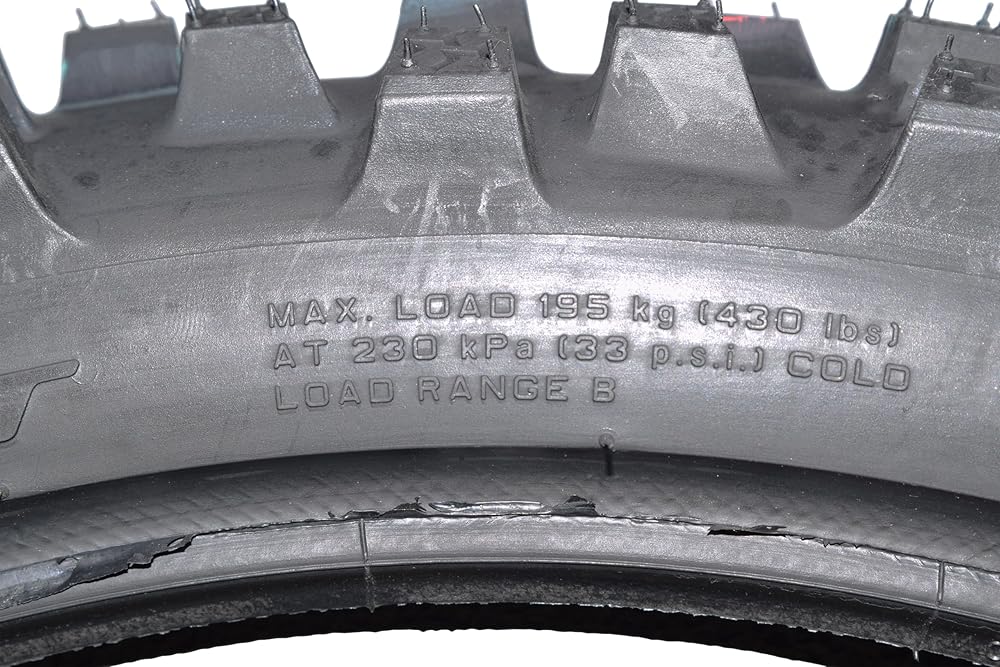 MAX. LOAD 195 kg (430 lbs)
AT 230 kPa (33 p.s.i.) COLD
LOAD RANGE B